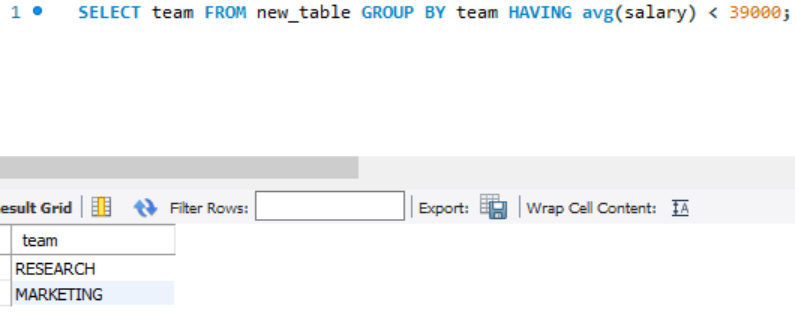 1 SELECT team FROM new_table GROUP BY team HAVING avg(salary) < 39000;
esult Grid Filter Rows: Export: Wrap Cell Content: IA
team
RESEARCH
MARKETING